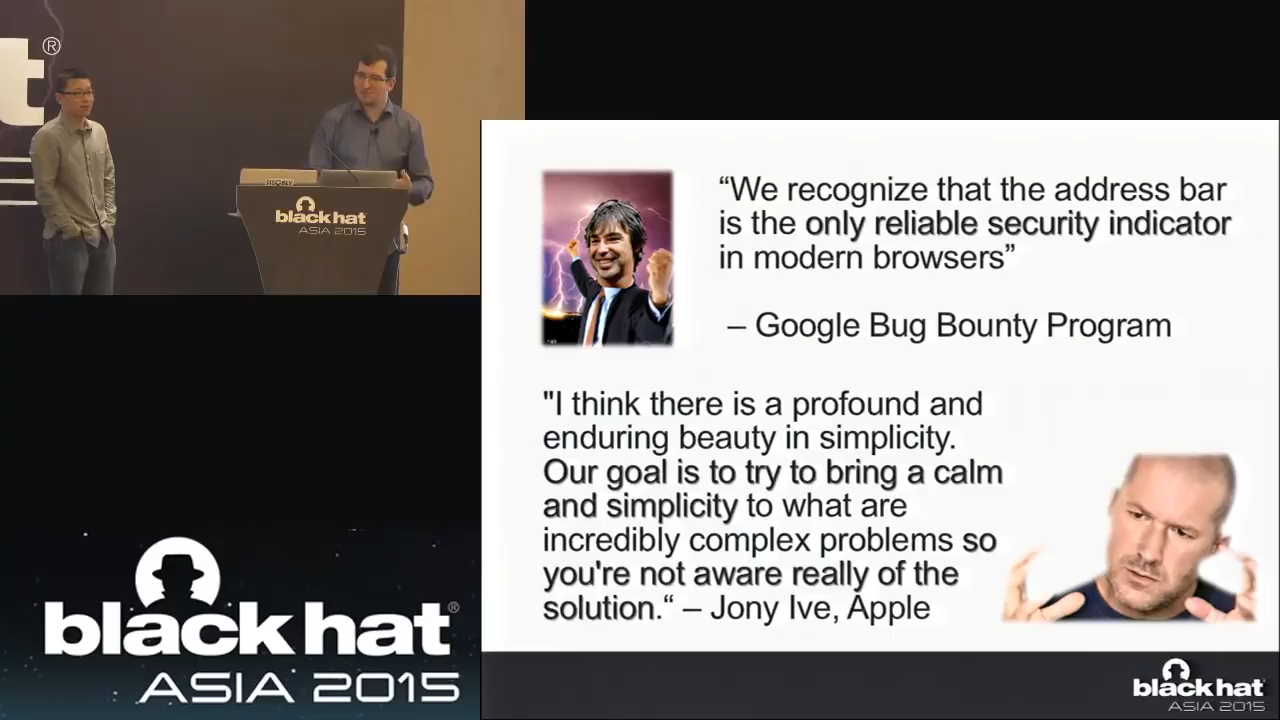 t®
black hat
ASIA 2015
“We recognize that the address bar
is the only reliable security indicator
in modern browsers”
– Google Bug Bounty Program
"I think there is a profound and
enduring beauty in simplicity.
Our goal is to try to bring a calm
and simplicity to what are
incredibly complex problems so
you're not aware really of the
solution.“ – Jony Ive, Apple
black hat®
ASIA 2015
black hat
ASIA 2015